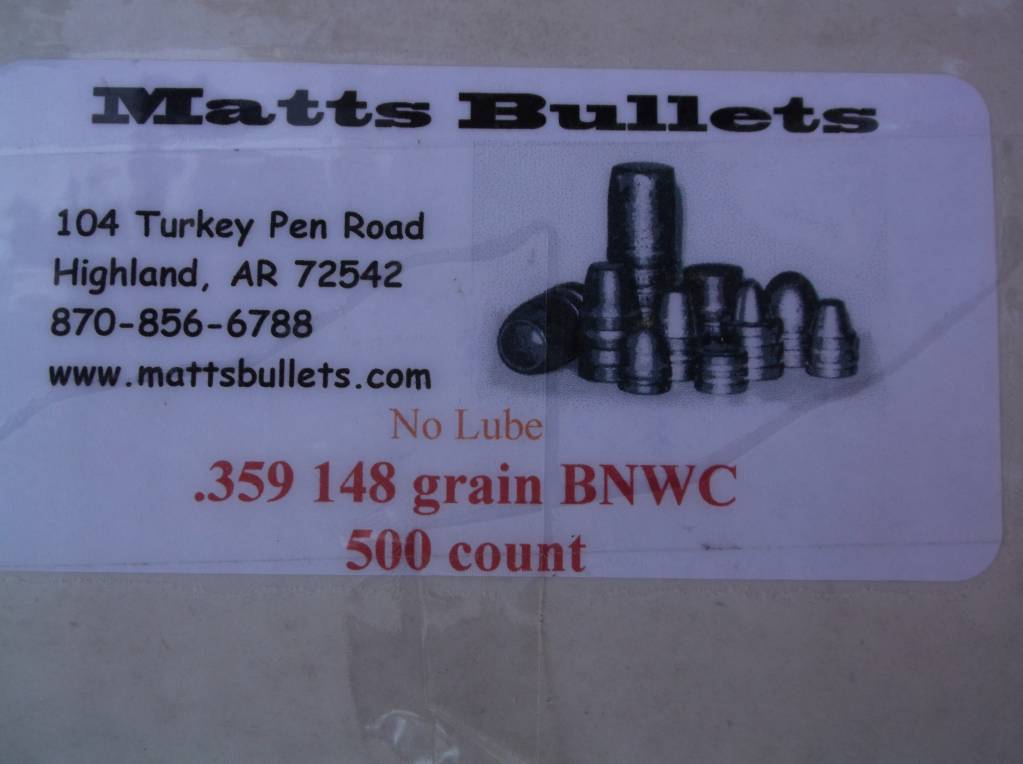 Matts Bullets
104 Turkey Pen Road
Highland, AR 72542
870-856-6788
www.mattsbullets.com
No Lube
.359 148 grain BNWC
500 count